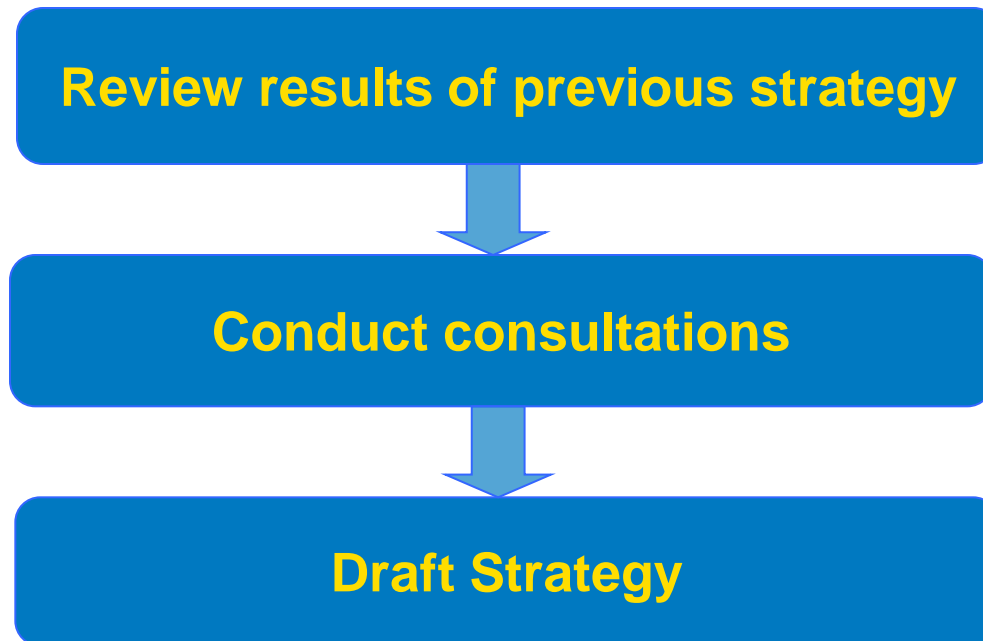 Review results of previous strategy
Conduct consultations
Draft Strategy